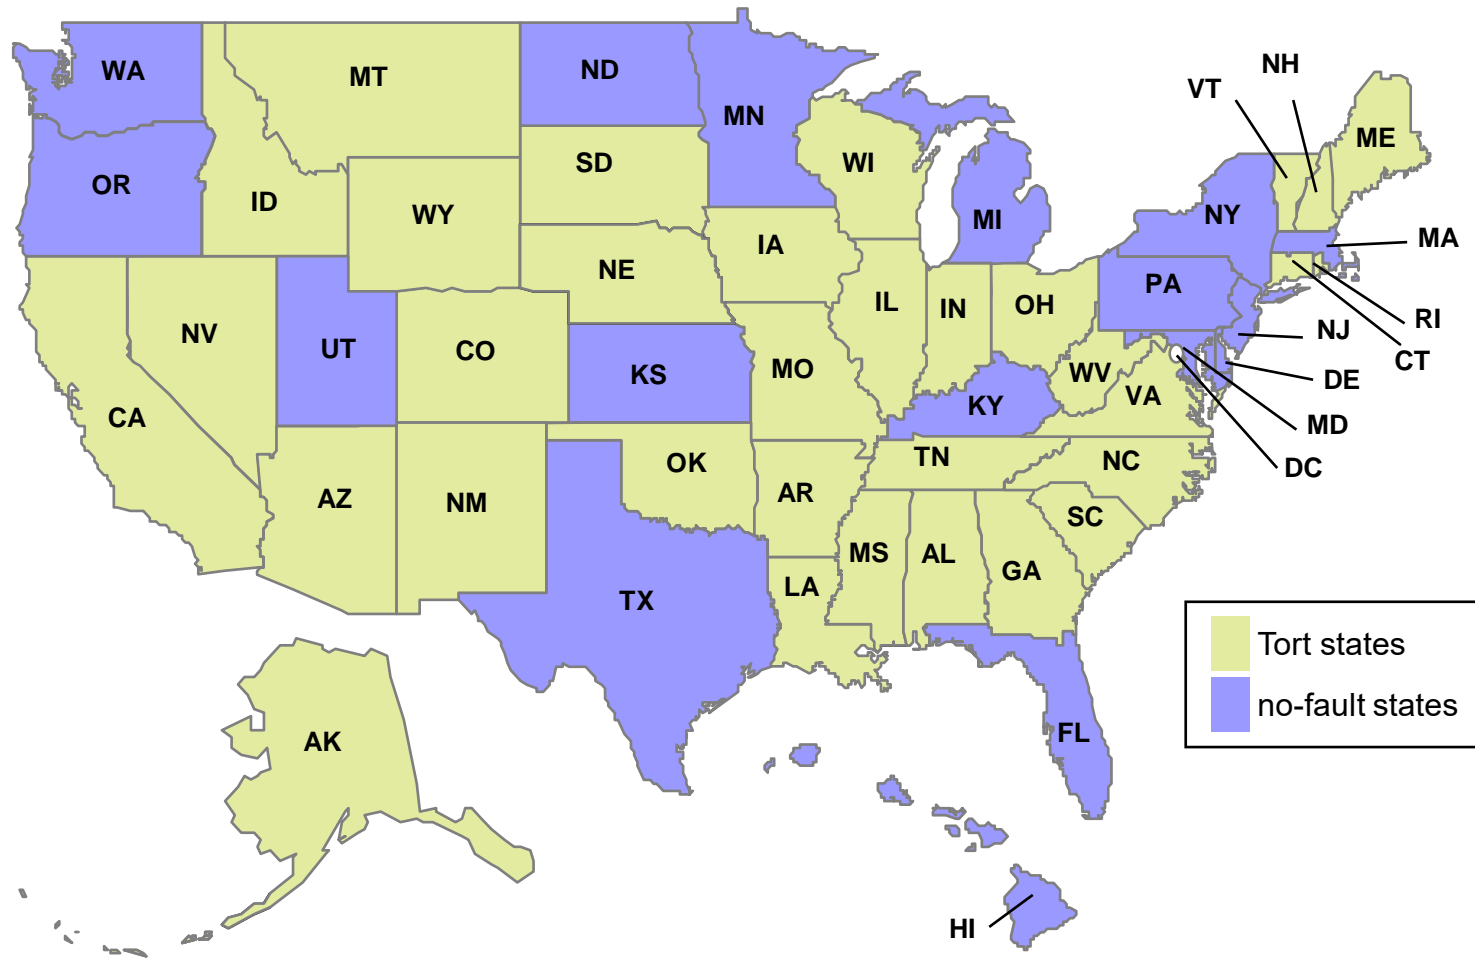 WA
MT
ND
MN
VT
NH
ME
OR
ID
SD
WI
WY
MI
NY
MA
IA
NE
PA
IL
IN
OH
RI
NJ
CT
NV
UT
CO
KS
MO
WV
VA
DE
MD
DC
CA
KY
TN
NC
OK
AZ
NM
AR
SC
MS
AL
GA
LA
TX
Tort states
no-fault states
FL
AK
HI